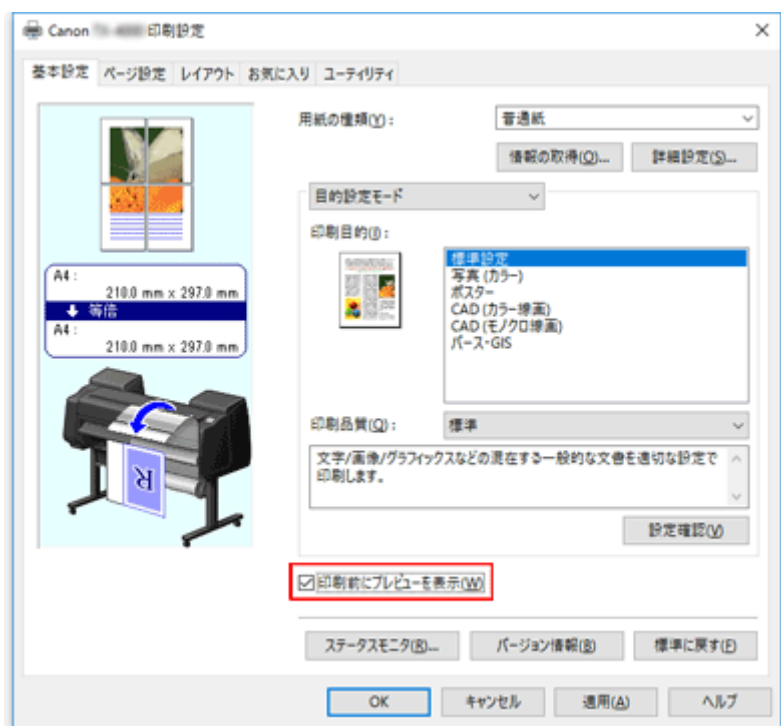 Canon 印刷設定
基本設定 ページ設定 レイアウト お気に入り ユーティリティ
用紙の種類(Y): 普通紙
情報の取得(O)... 詳細設定(S)...
目的設定モード
印刷目的(I):
標準設定
写真 (カラー)
ポスター
CAD (カラー線画)
CAD (モノクロ線画)
パース・GIS
A4 :
210.0 mm x 297.0 mm
等倍
A4 :
210.0 mm x 297.0 mm
R
印刷品質(Q): 標準
文字/画像/グラフィックスなどの混在する一般的な文書を適切な設定で
印刷します。
設定確認(V)
印刷前にプレビューを表示(W)
ステータスモニタ(R)... バージョン情報(B) 標準に戻す(F)
OK キャンセル 適用(A) ヘルプ